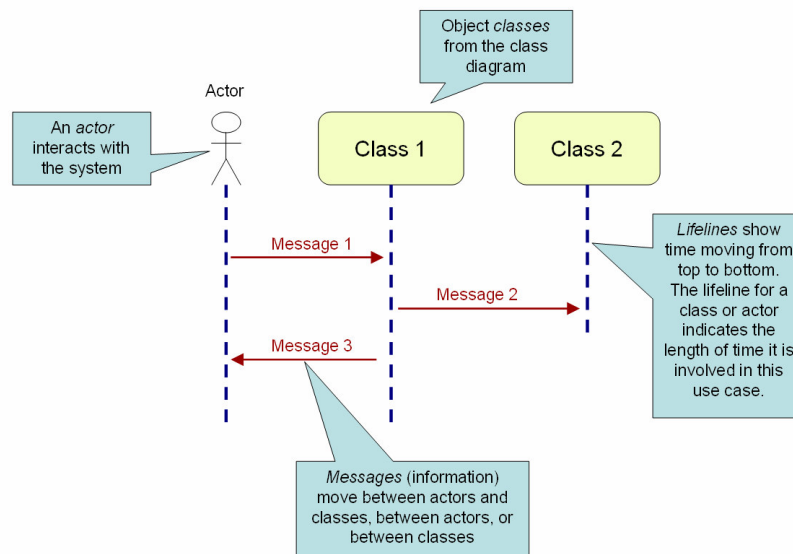 Object classes
from the class
diagram
Actor
An actor
interacts with
the system
Class 1
Class 2
Message 1
Message 2
Message 3
Lifelines show
time moving from
top to bottom.
The lifeline for a
class or actor
indicates the
length of time it is
involved in this
use case.
Messages (information)
move between actors and
classes, between actors, or
between classes